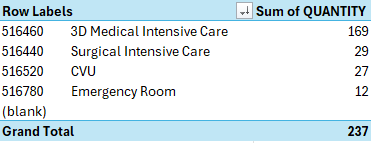 Row Labels Sum of QUANTITY
516460 3D Medical Intensive Care 169
516440 Surgical Intensive Care 29
516520 CVU 27
516780 Emergency Room 12
(blank)
Grand Total 237